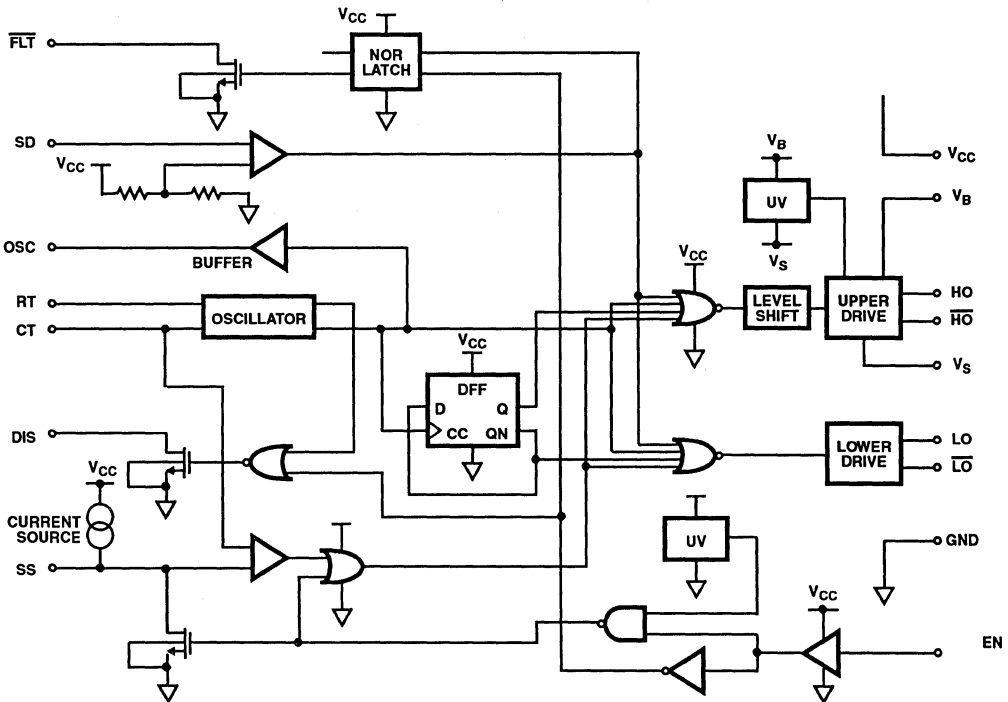 FLT
VCC
NOR
LATCH
SD
VCC
VB
UV
VS
VCC
VB
OSC
BUFFER
VCC
RT
CT
OSCILLATOR
LEVEL
SHIFT
UPPER
DRIVE
HO
HO
VS
VCC
DFF
D
Q
CC
QN
DIS
LOWER
DRIVE
LO
LO
VCC
CURRENT
SOURCE
SS
UV
GND
VCC
EN